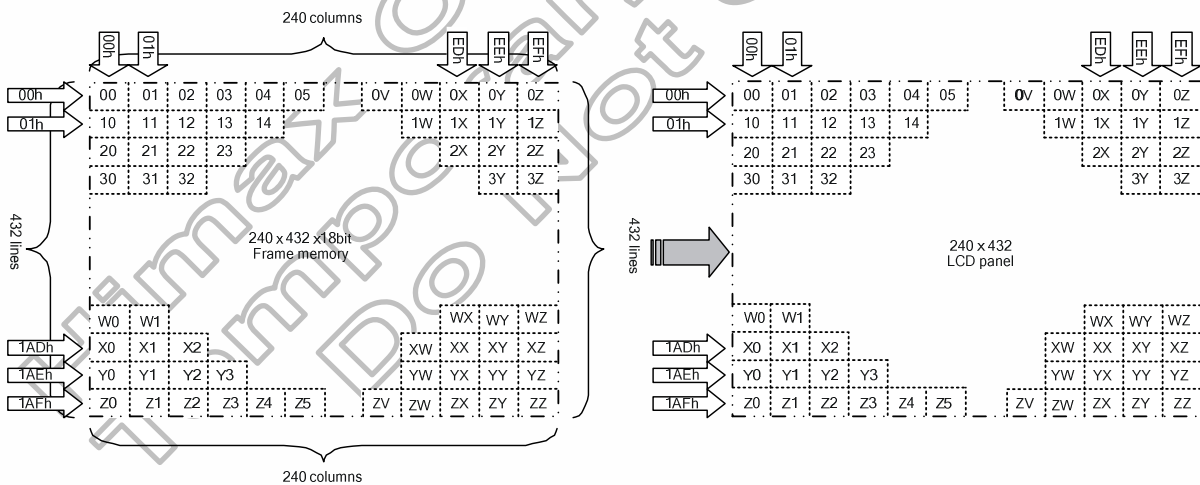 240 columns
00h 01h EDh EEh EFh 00h 01h EDh EEh EFh
00h 00 01 02 03 04 05 0V 0W 0X 0Y 0Z 00h 00 01 02 03 04 05 0V 0W 0X 0Y 0Z
01h 10 11 12 13 14 1W 1X 1Y 1Z 01h 10 11 12 13 14 1W 1X 1Y 1Z
20 21 22 23 2X 2Y 2Z 20 21 22 23 2X 2Y 2Z
30 31 32 3Y 3Z 30 31 32 3Y 3Z
432 lines
240 x 432 x18bit
Frame memory
432 lines
240 x 432
LCD panel
W0 W1 WX WY WZ W0 W1 WX WY WZ
1ADh X0 X1 X2 XW XX XY XZ 1ADh X0 X1 X2 XW XX XY XZ
1AEh Y0 Y1 Y2 Y3 YW YX YY YZ 1AEh Y0 Y1 Y2 Y3 YW YX YY YZ
1AFh Z0 Z1 Z2 Z3 Z4 Z5 ZV ZW ZX ZY ZZ 1AFh Z0 Z1 Z2 Z3 Z4 Z5 ZV ZW ZX ZY ZZ
240 columns
Himax
Do Not